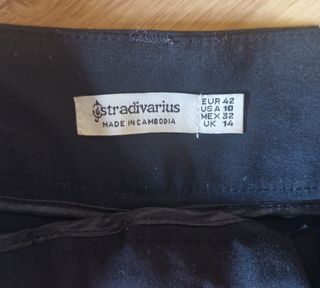 stradivarius
MADE IN CAMBODIA
EUR 42
USA 10
MEX 32
UK 14